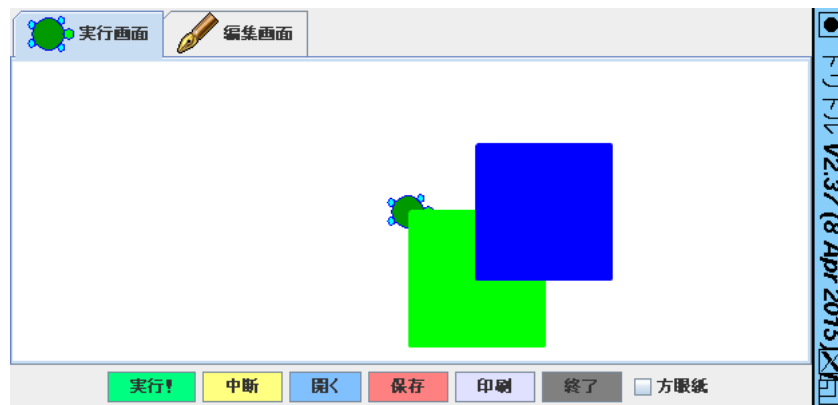 実行画面
編集画面
実行!
中断
開く
保存
印刷
終了
方眼紙
ドリトル V2.37 (8 Apr 2015)